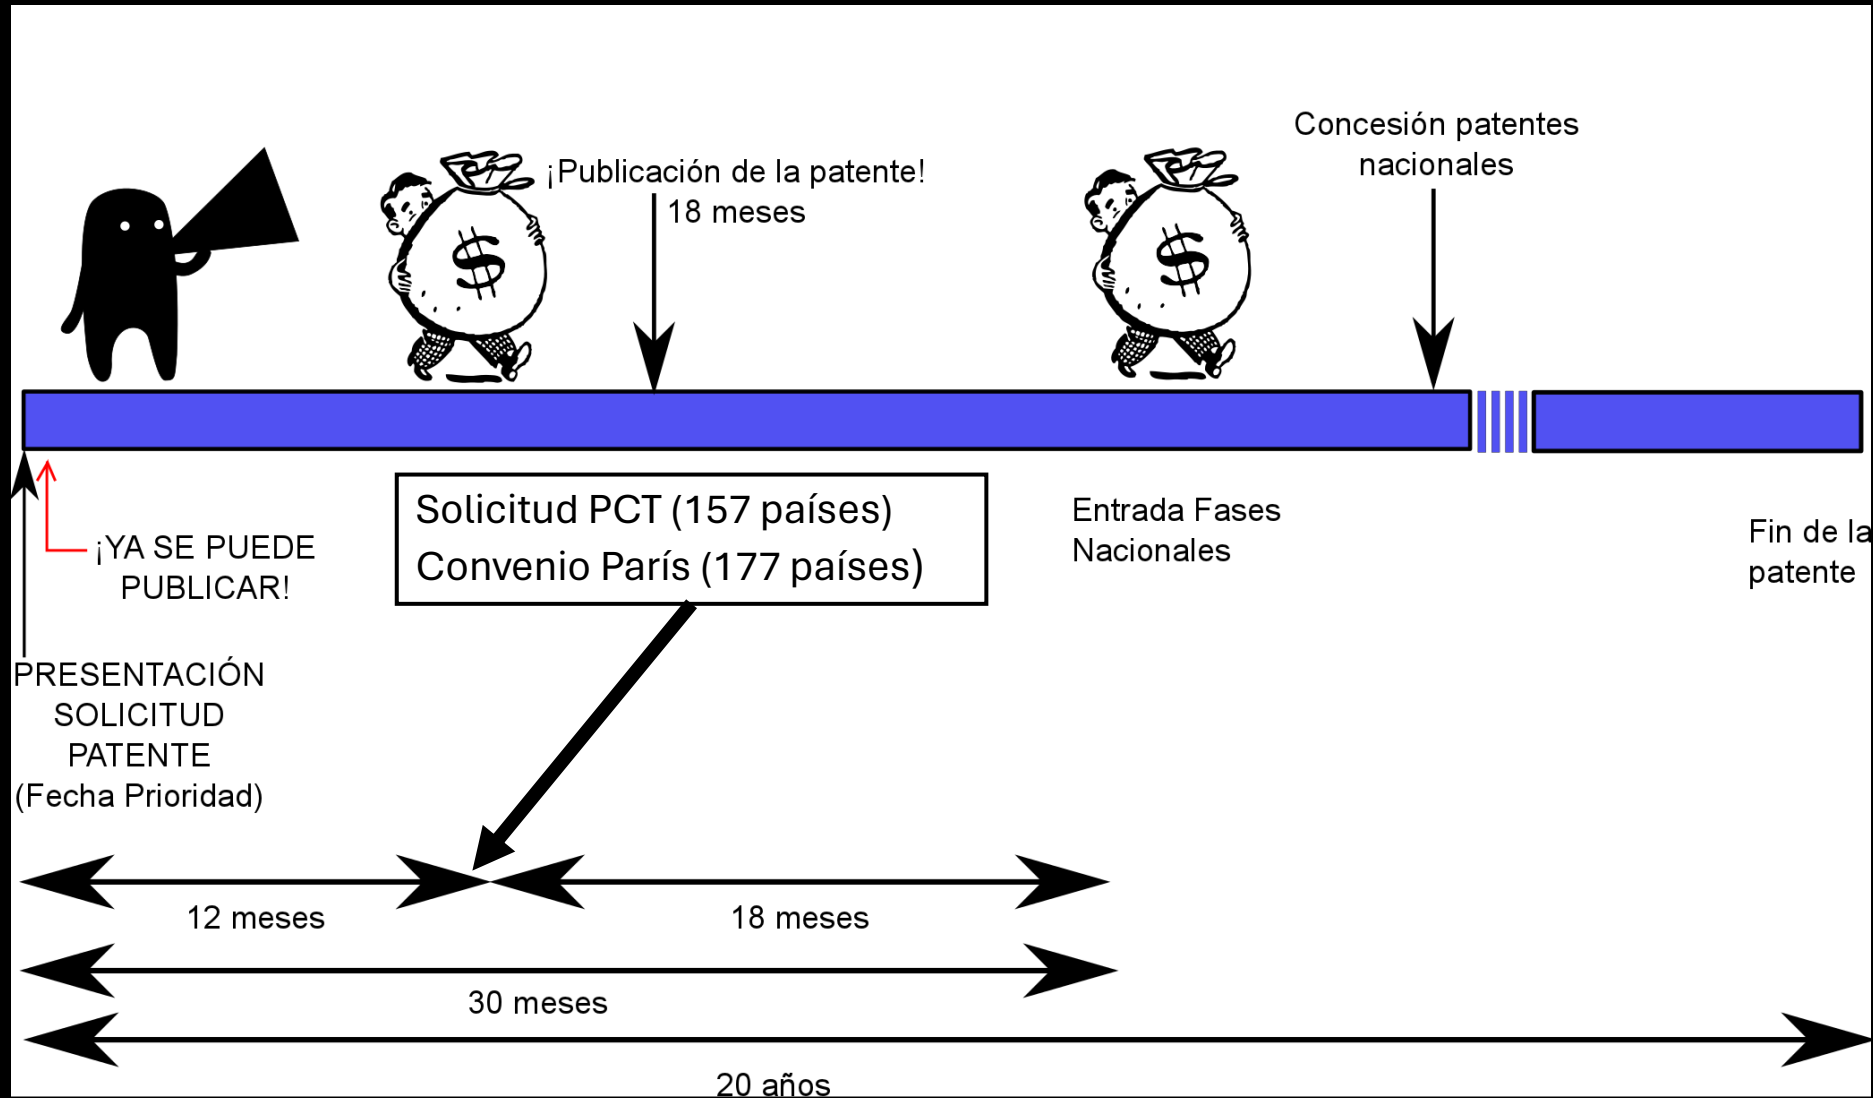 Concesión patentes
nacionales
¡Publicación de la patente!
18 meses
$
$
Solicitud PCT (157 países)
Convenio París (177 países)
Entrada Fases
Nacionales
Fin de la
patente
¡YA SE PUEDE
PUBLICAR!
PRESENTACIÓN
SOLICITUD
PATENTE
(Fecha Prioridad)
12 meses
18 meses
30 meses
20 años